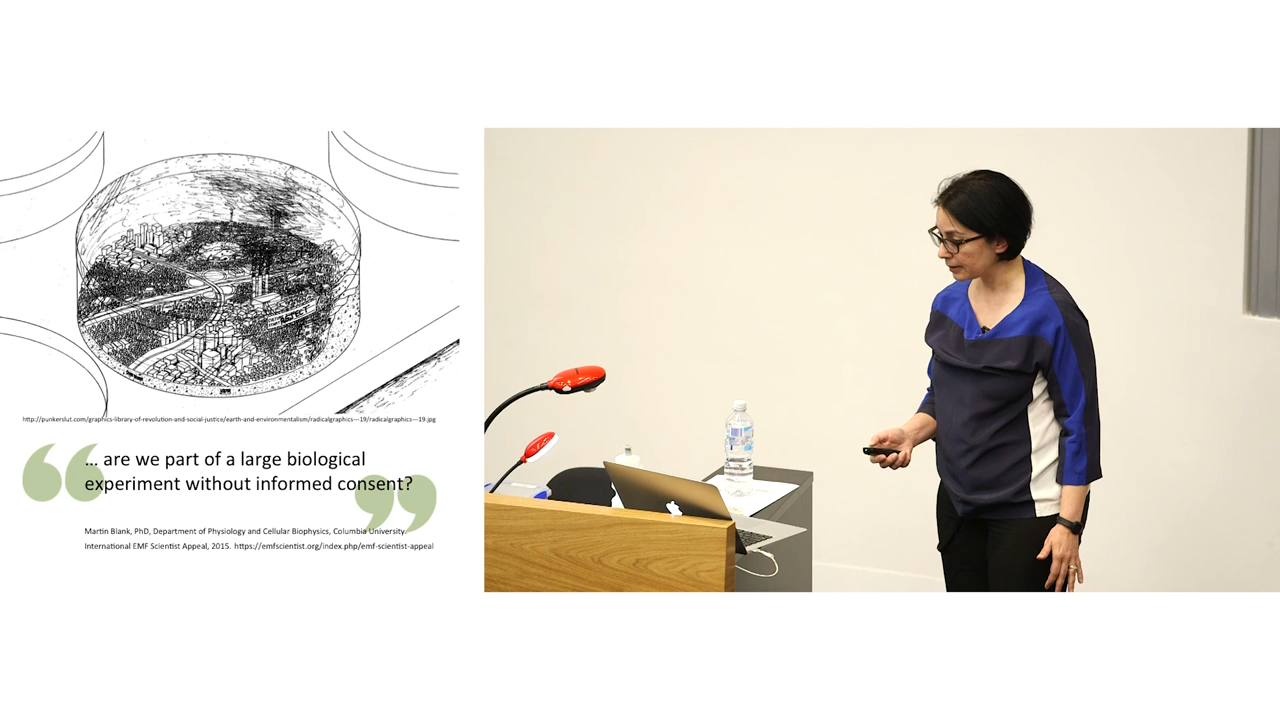 http://punkerslut.com/graphics-library-of-revolution-and-social-justice/earth-and-environmentalism/radicalgraphics---19/radicalgraphics---19.jpg
“ ... are we part of a large biological
experiment without informed consent? ”
Martin Blank, PhD, Department of Physiology and Cellular Biophysics, Columbia University.
International EMF Scientist Appeal, 2015. https://emfscientist.org/index.php/emf-scientist-appeal